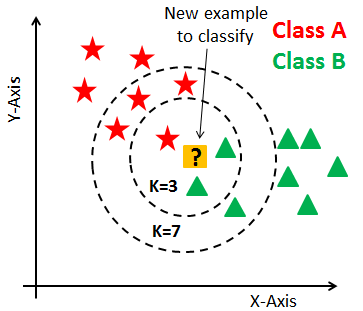 New example
to classify
Class A
Class B
Y-Axis
?
K=3
K=7
X-Axis